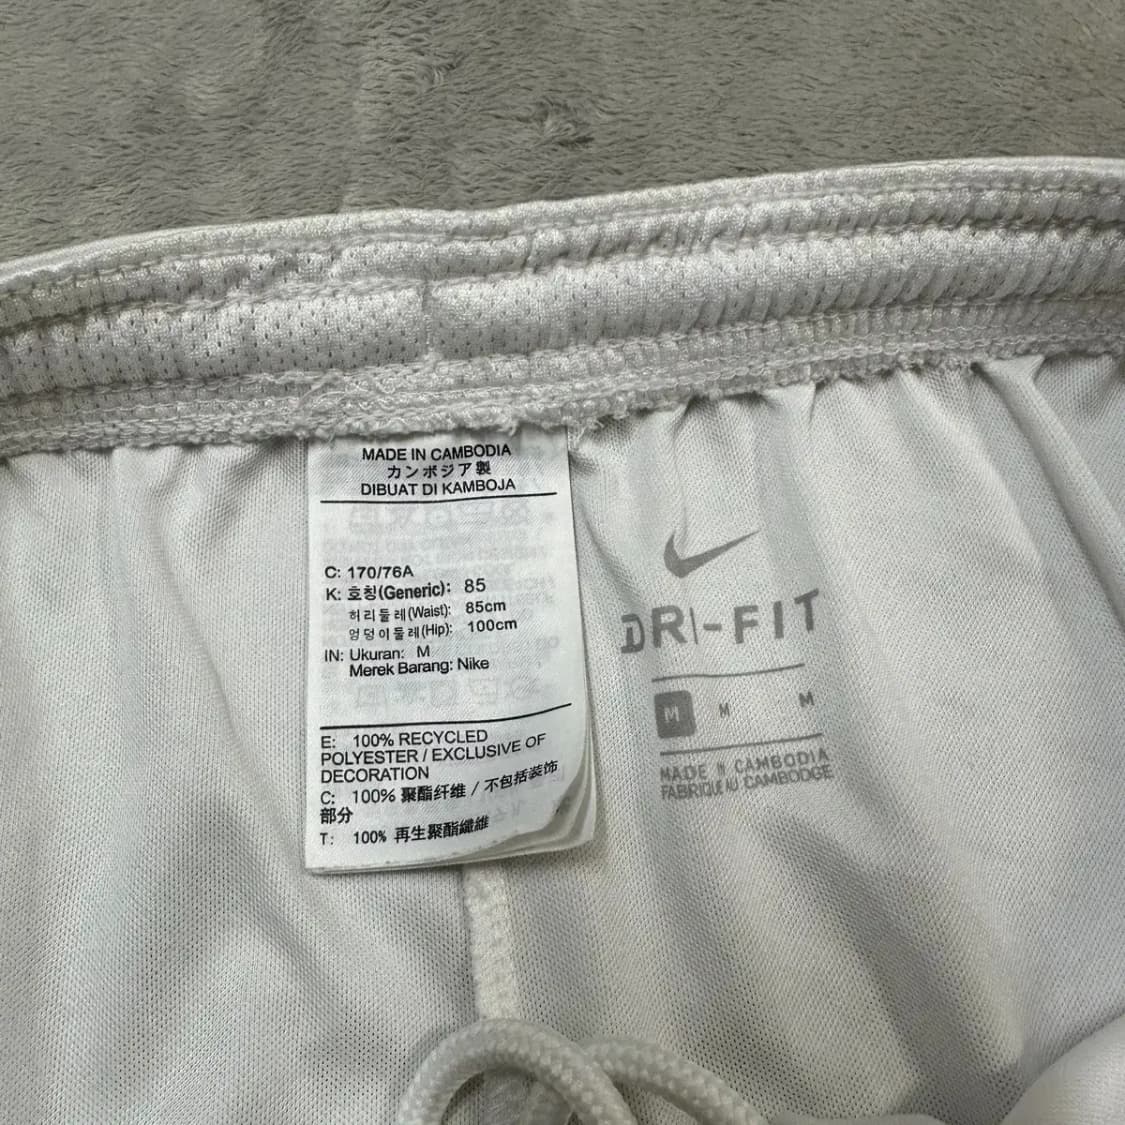 MADE IN CAMBODIA
カンボジア製
DIBUAT DI KAMBOJA
C: 170/76A
K: 호칭(Generic): 85
허리둘레(Waist): 85cm
엉덩이둘레(Hip): 100cm
IN: Ukuran: M
Merek Barang: Nike
E: 100% RECYCLED
POLYESTER / EXCLUSIVE OF
DECORATION
C: 100% 聚酯纤维 / 不包括装饰
部分
T: 100% 再生聚酯纖維
DRI-FIT
M M M
MADE IN CAMBODIA
FABRIQUE AU CAMBODGE